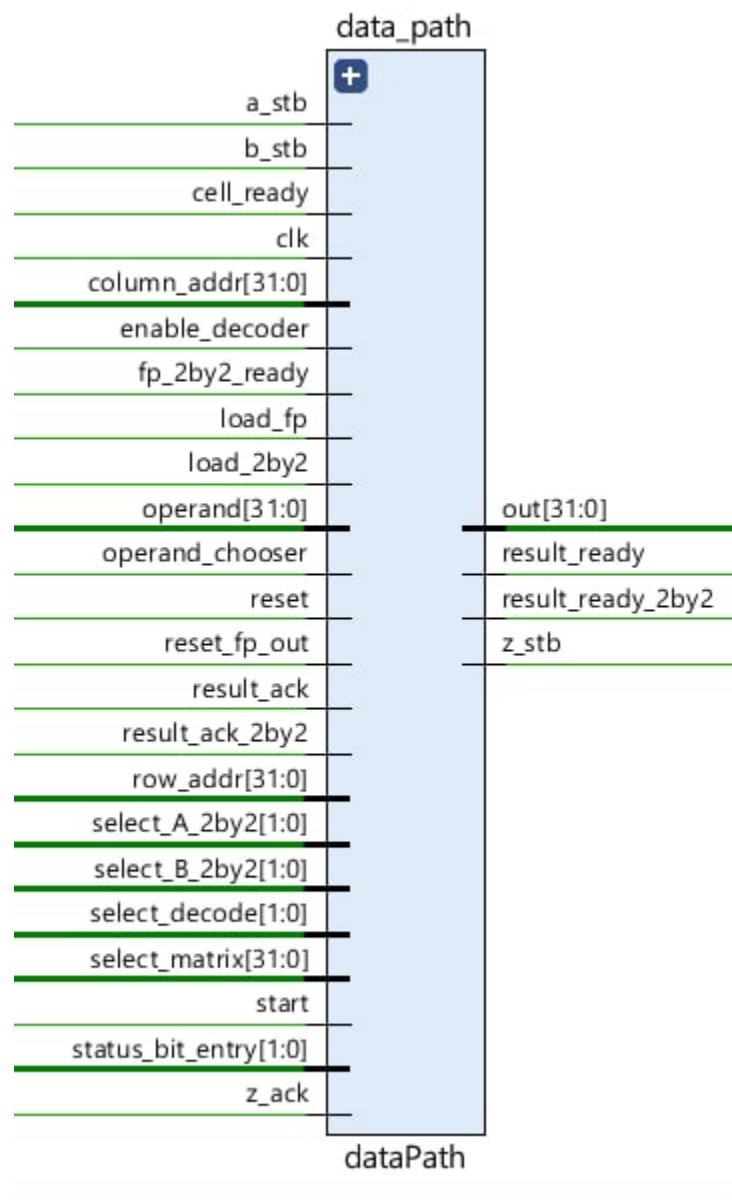 data_path
+
a_stb
b_stb
cell_ready
clk
column_addr[31:0]
enable_decoder
fp_2by2_ready
load_fp
load_2by2
operand[31:0]
out[31:0]
operand_chooser
result_ready
reset
result_ready_2by2
reset_fp_out
z_stb
result_ack
result_ack_2by2
row_addr[31:0]
select_A_2by2[1:0]
select_B_2by2[1:0]
select_decode[1:0]
select_matrix[31:0]
start
status_bit_entry[1:0]
z_ack
dataPath